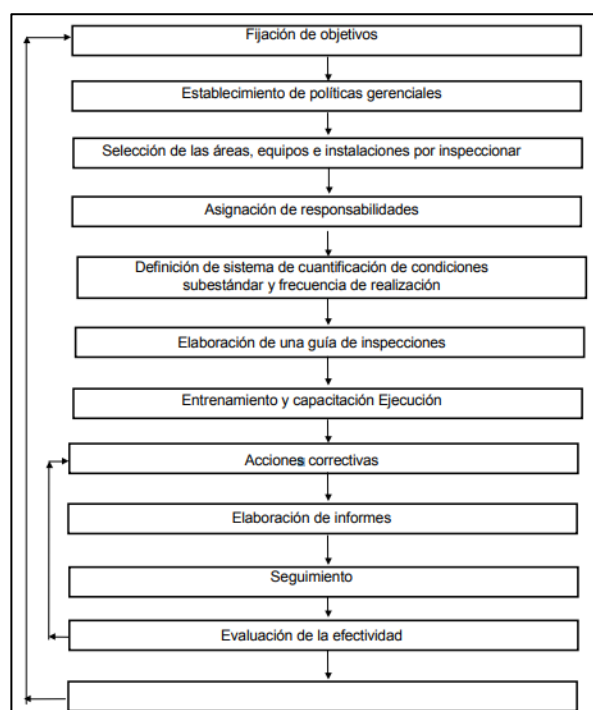 Fijación de objetivos
Establecimiento de políticas gerenciales
Selección de las áreas, equipos e instalaciones por inspeccionar
Asignación de responsabilidades
Definición de sistema de cuantificación de condiciones
subestándar y frecuencia de realización
Elaboración de una guía de inspecciones
Entrenamiento y capacitación Ejecución
Acciones correctivas
Elaboración de informes
Seguimiento
Evaluación de la efectividad